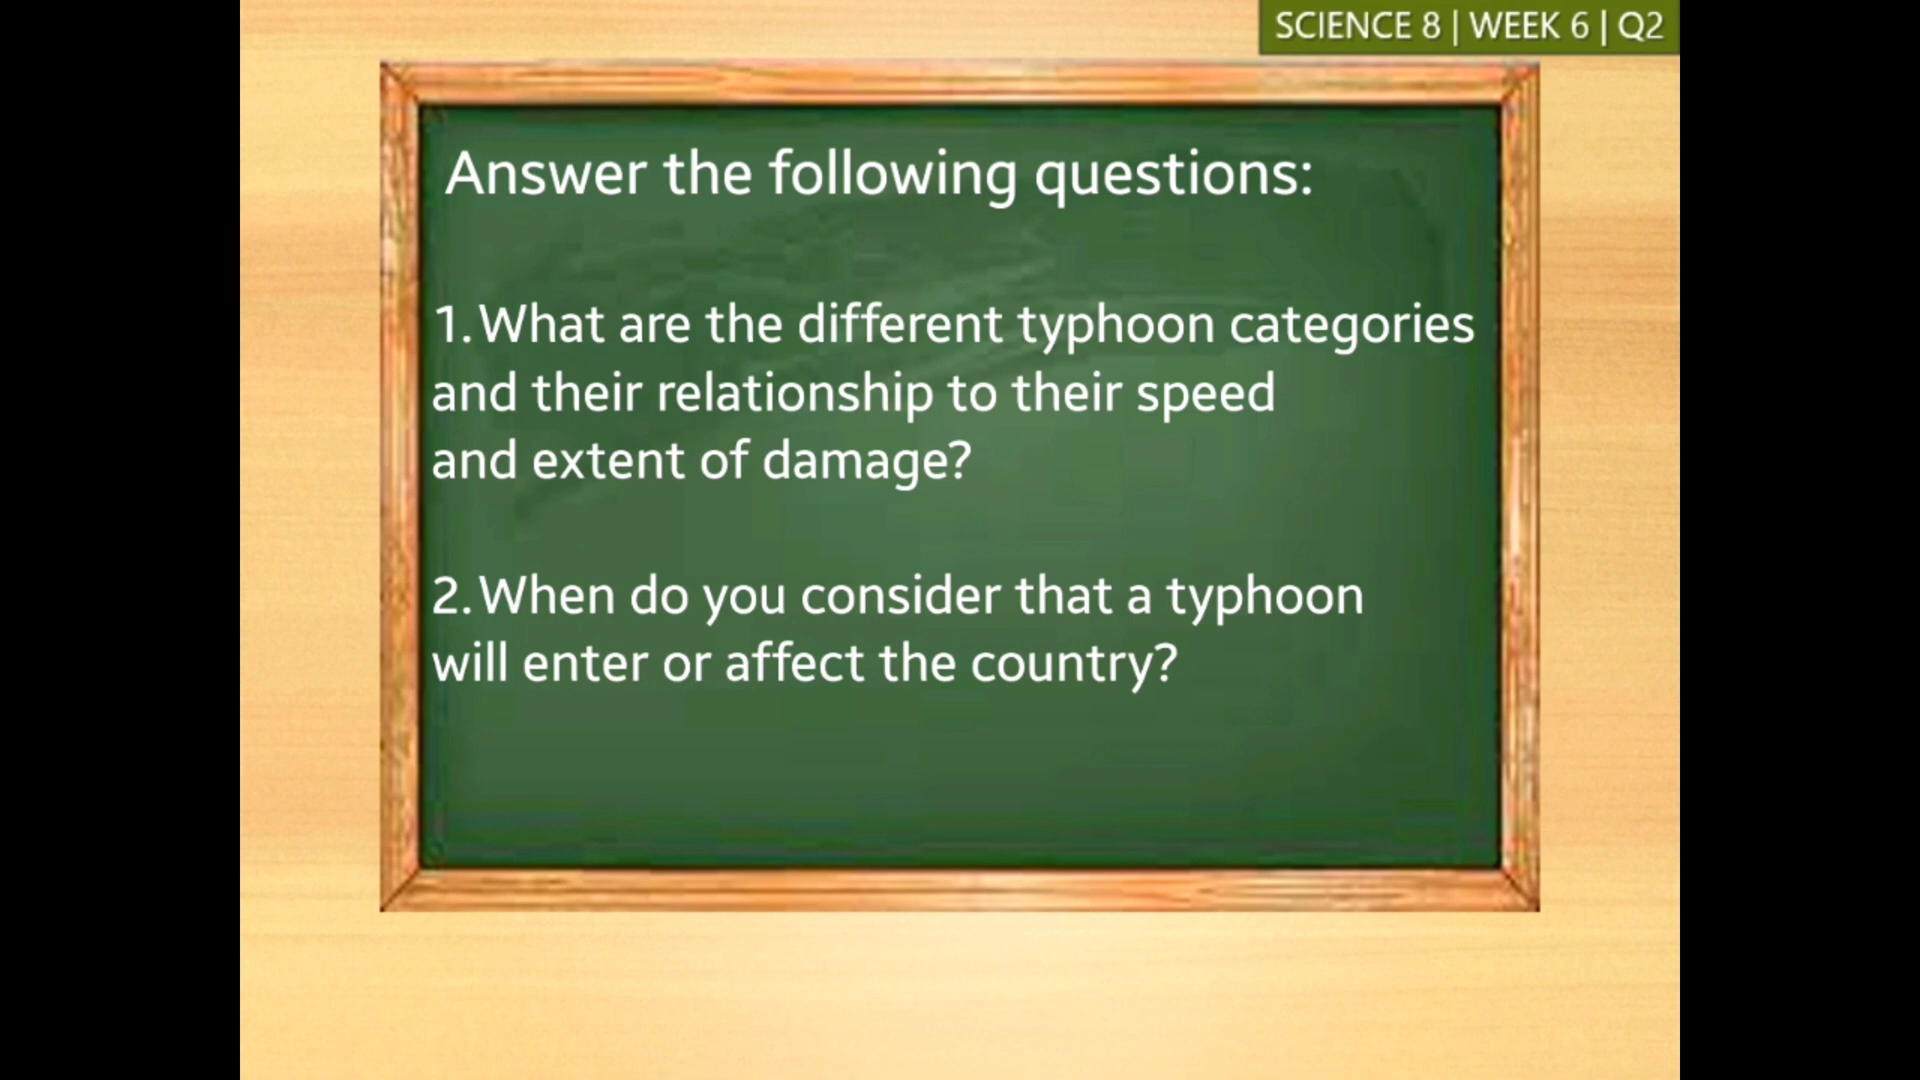 SCIENCE 8 | WEEK 6 | Q2
Answer the following questions:
1. What are the different typhoon categories
and their relationship to their speed
and extent of damage?
2. When do you consider that a typhoon
will enter or affect the country?